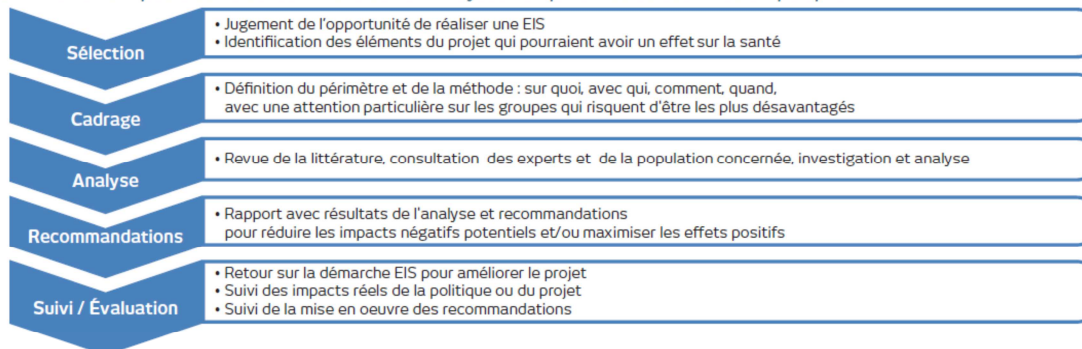 Sélection
• Jugement de l'opportunité de réaliser une EIS
• Identifiication des éléments du projet qui pourraient avoir un effet sur la santé
Cadrage
• Définition du périmètre et de la méthode : sur quoi, avec qui, comment, quand,
avec une attention particulière sur les groupes qui risquent d'être les plus désavantagés
Analyse
• Revue de la littérature, consultation des experts et de la population concernée, investigation et analyse
Recommandations
• Rapport avec résultats de l'analyse et recommandations
pour réduire les impacts négatifs potentiels et/ou maximiser les effets positifs
Suivi / Évaluation
• Retour sur la démarche EIS pour améliorer le projet
• Suivi des impacts réels de la politique ou du projet
• Suivi de la mise en oeuvre des recommandations